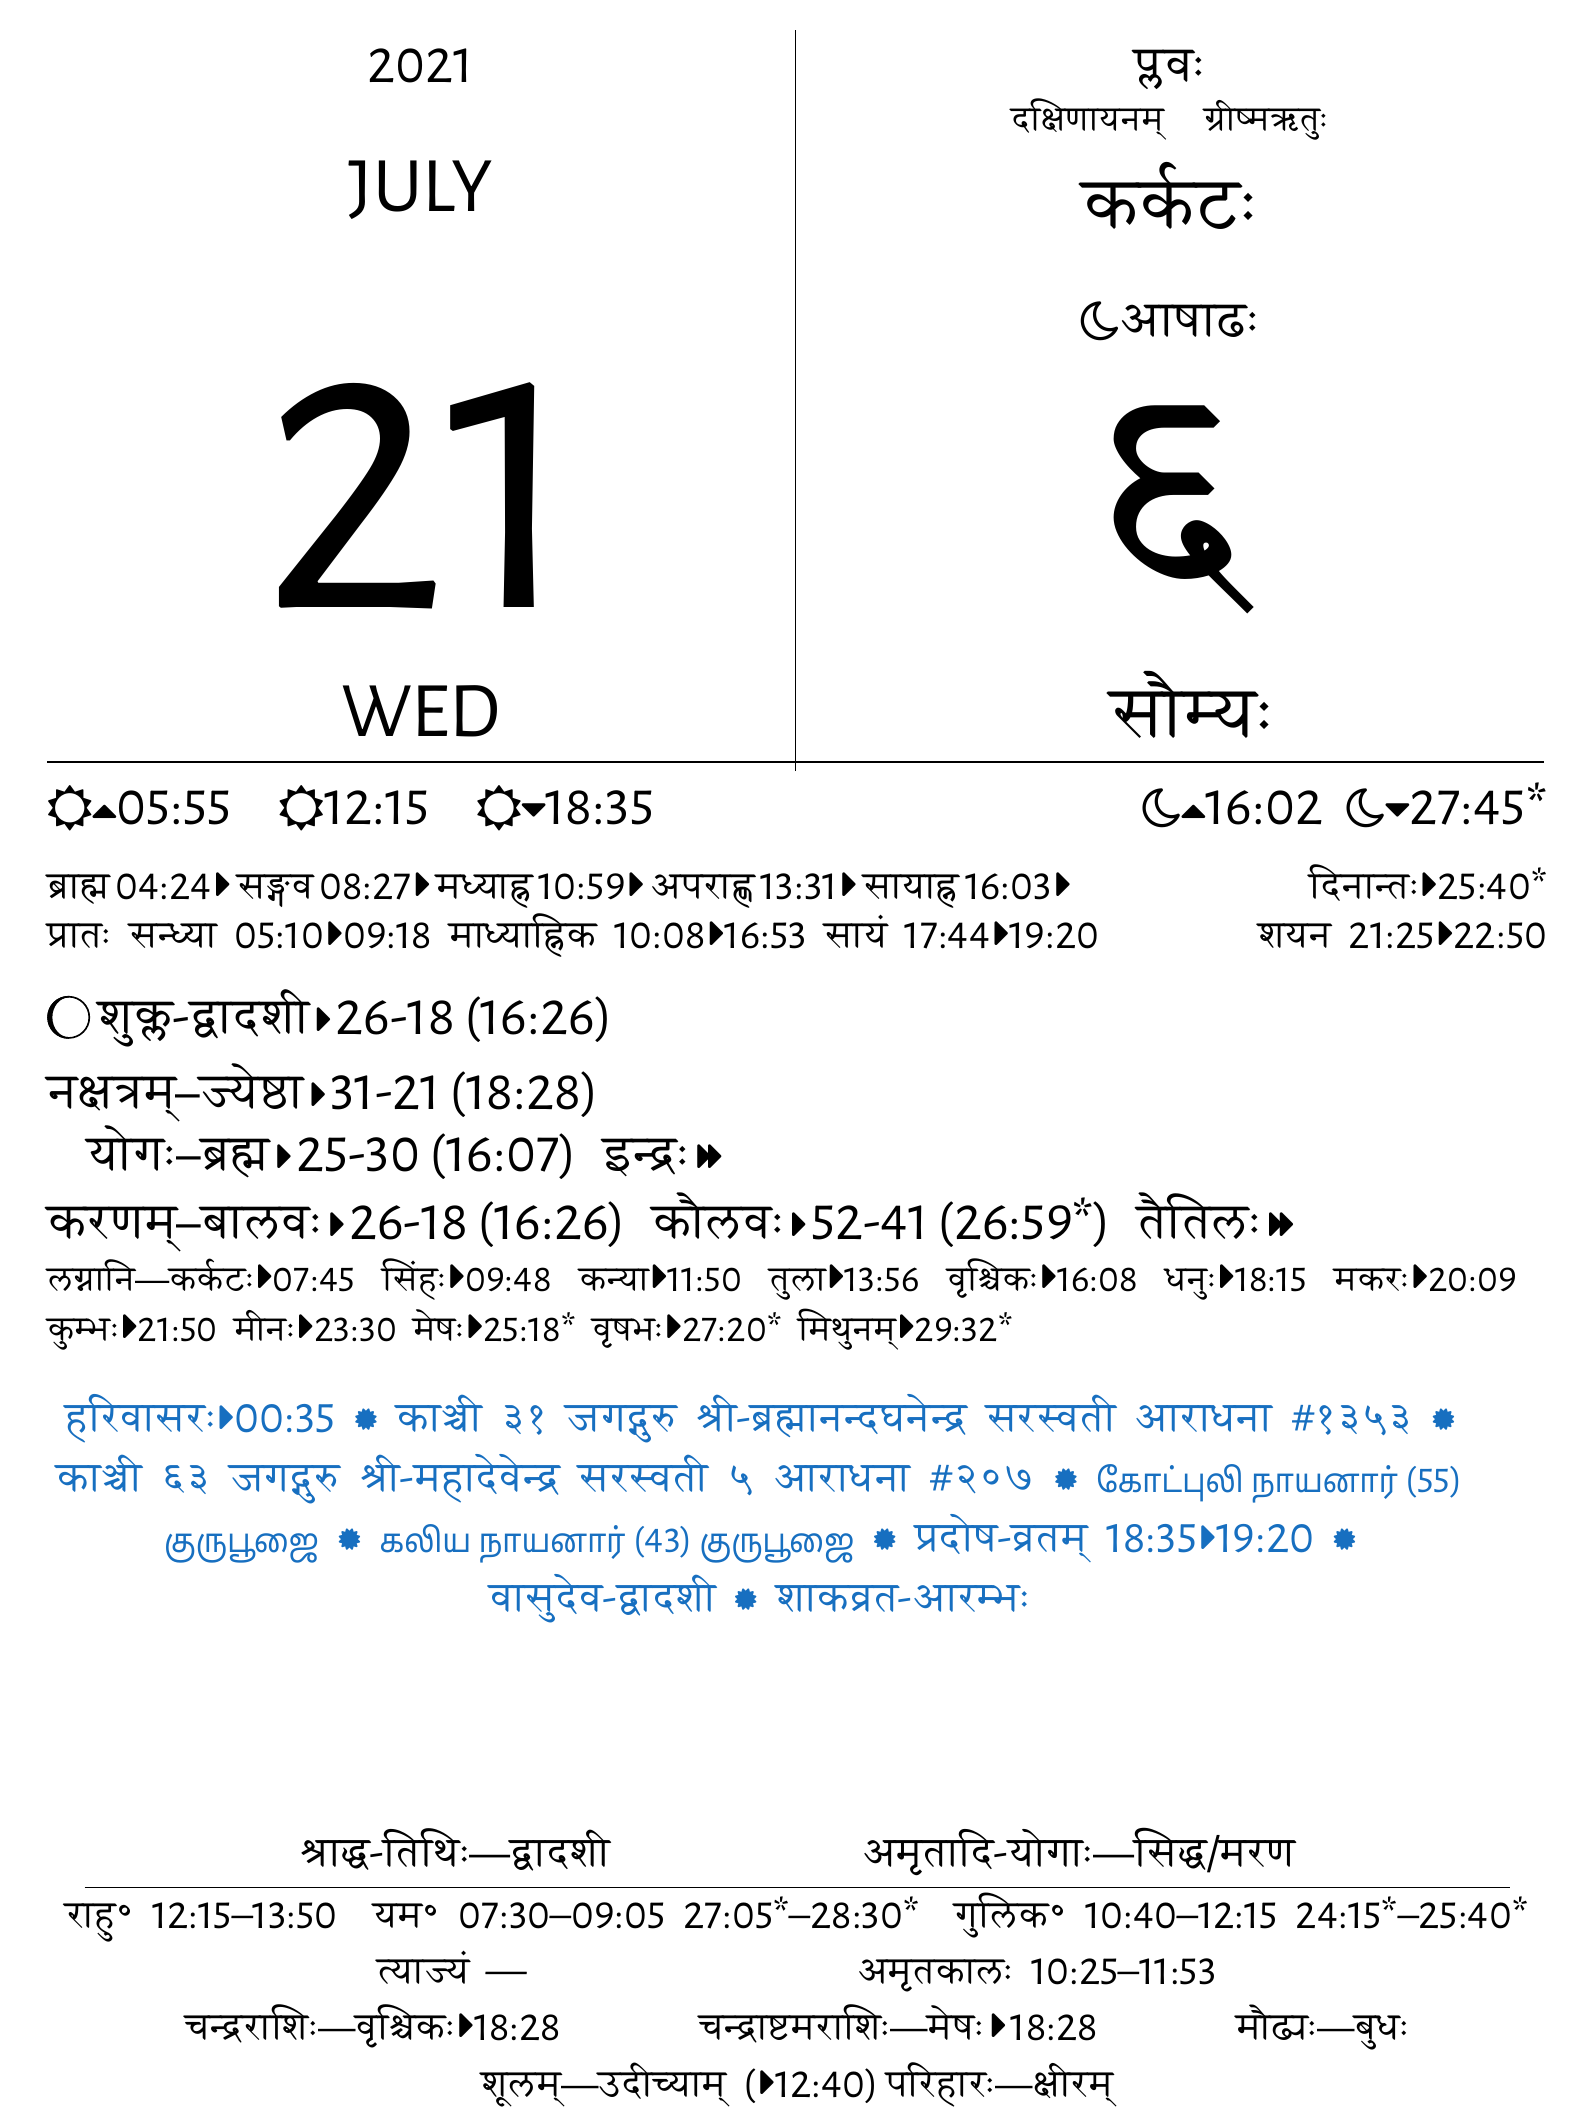 2021
JULY
21
WED
प्लवः
दक्षिणायनम् ग्रीष्मऋतुः
कर्कटः
आषाढः
६
सौम्यः
05:55 12:15 18:35 16:02 27:45*
ब्राह्म 04:24 सङ्गव 08:27 मध्याह्न 10:59 अपराह्ण 13:31 सायाह्न 16:03 दिनान्तः 25:40*
प्रातः सन्ध्या 05:10 09:18 माध्याह्निक 10:08 16:53 सायं 17:44 19:20 शयन 21:25 22:50
शुक्ल-द्वादशी 26-18 (16:26)
नक्षत्रम्–ज्येष्ठा 31-21 (18:28)
योगः–ब्रह्म 25-30 (16:07) इन्द्रः
करणम्–बालवः 26-18 (16:26) कौलवः 52-41 (26:59*) तैतिलः
लग्नानि—कर्कटः 07:45 सिंहः 09:48 कन्या 11:50 तुला 13:56 वृश्चिकः 16:08 धनुः 18:15 मकरः 20:09
कुम्भः 21:50 मीनः 23:30 मेषः 25:18* वृषभः 27:20* मिथुनम् 29:32*
हरिवासरः 00:35 ✹ काञ्ची ३१ जगद्गुरु श्री-ब्रह्मानन्दघनेन्द्र सरस्वती आराधना #१३५३ ✹
काञ्ची ६३ जगद्गुरु श्री-महादेवेन्द्र सरस्वती ५ आराधना #२०७ ✹ கோட்புலி நாயனார் (55)
குருபூஜை ✹ கலிய நாயனார் (43) குருபூஜை ✹ प्रदोष-व्रतम् 18:35 19:20 ✹
वासुदेव-द्वादशी ✹ शाकव्रत-आरम्भः
श्राद्ध-तिथिः—द्वादशी अमृतादि-योगाः—सिद्ध/मरण
राहु॰ 12:15–13:50 यम॰ 07:30–09:05 27:05*–28:30* गुलिक॰ 10:40–12:15 24:15*–25:40*
त्याज्यं — अमृतकालः 10:25–11:53
चन्द्रराशिः—वृश्चिकः 18:28 चन्द्राष्टमराशिः—मेषः 18:28 मौढ्यः—बुधः
शूलम्—उदीच्याम् (12:40) परिहारः—क्षीरम्